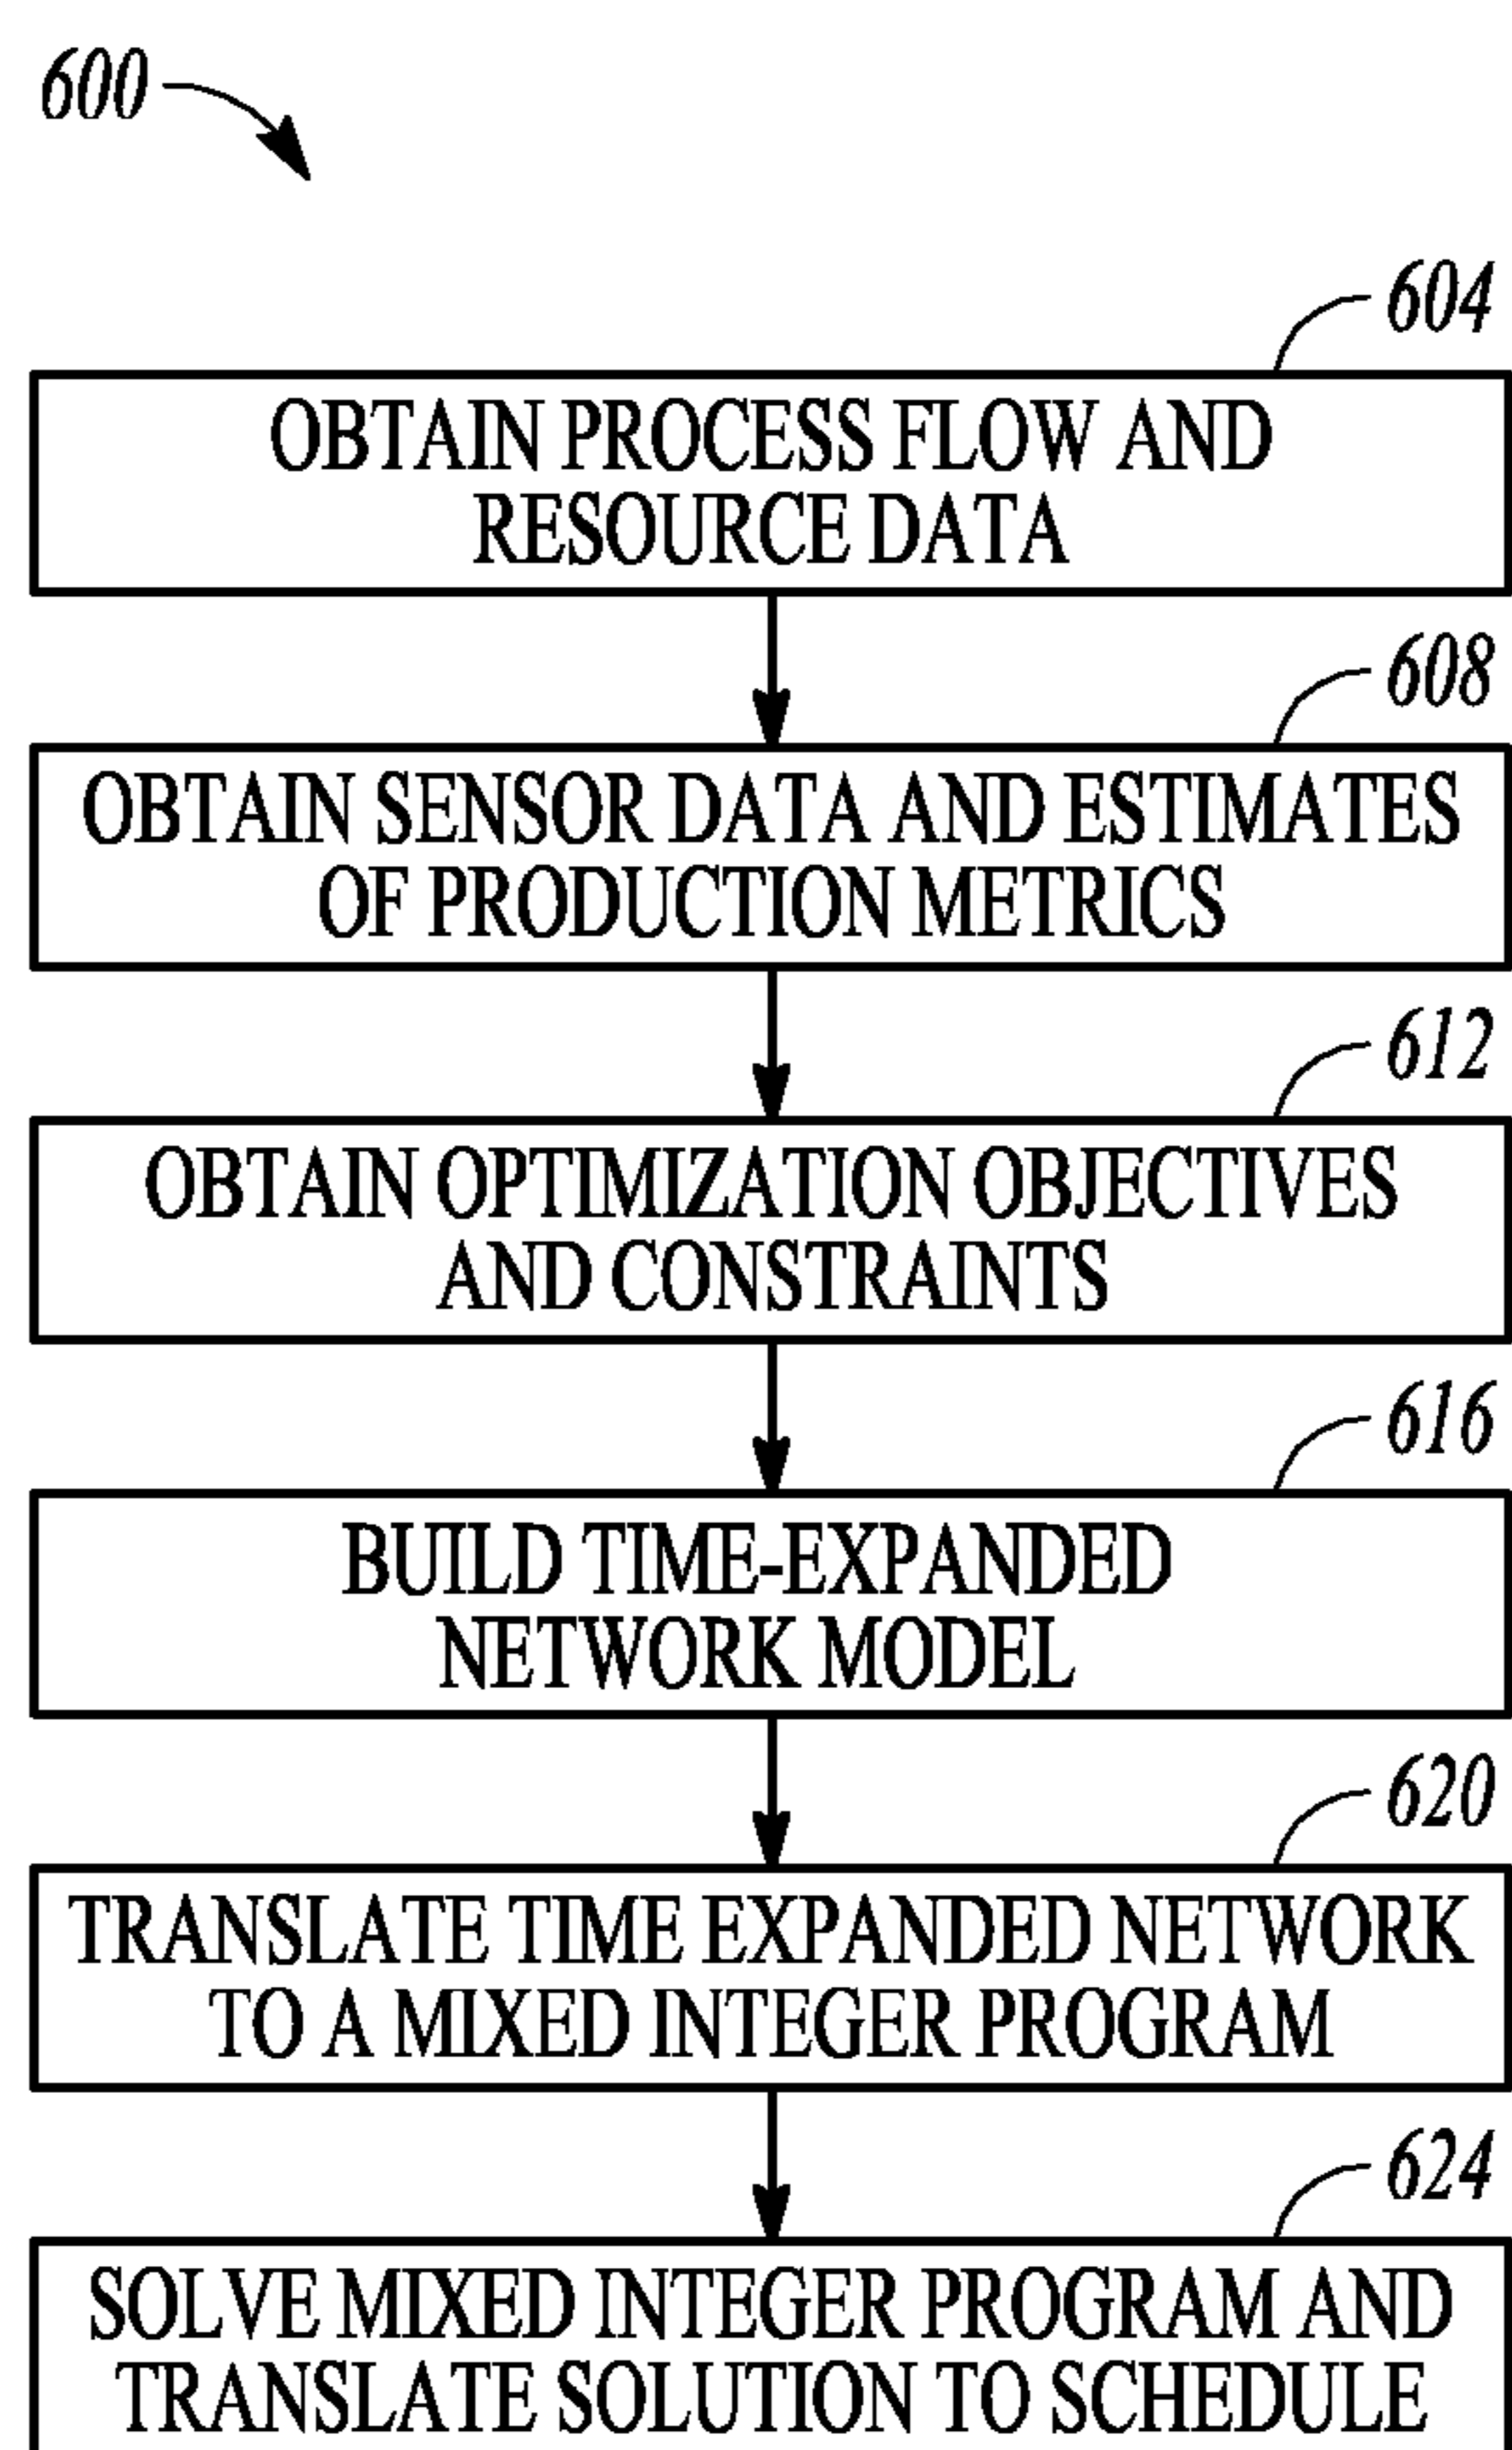 600
604
OBTAIN PROCESS FLOW AND
RESOURCE DATA
608
OBTAIN SENSOR DATA AND ESTIMATES
OF PRODUCTION METRICS
612
OBTAIN OPTIMIZATION OBJECTIVES
AND CONSTRAINTS
616
BUILD TIME-EXPANDED
NETWORK MODEL
620
TRANSLATE TIME EXPANDED NETWORK
TO A MIXED INTEGER PROGRAM
624
SOLVE MIXED INTEGER PROGRAM AND
TRANSLATE SOLUTION TO SCHEDULE